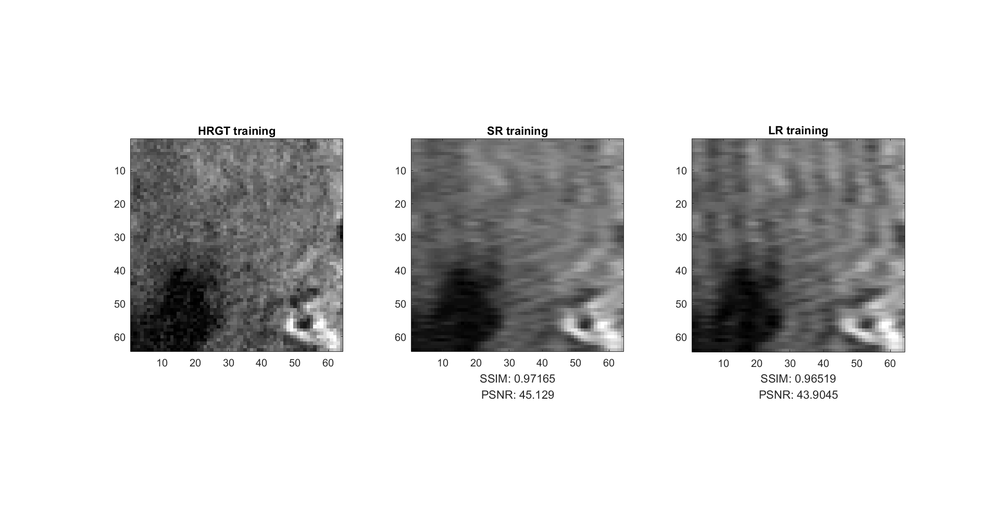 HRGT training
SR training
LR training
10
20
30
40
50
60
10 20 30 40 50 60
10
20
30
40
50
60
10 20 30 40 50 60
SSIM: 0.97165
PSNR: 45.129
10
20
30
40
50
60
10 20 30 40 50 60
SSIM: 0.96519
PSNR: 43.9045